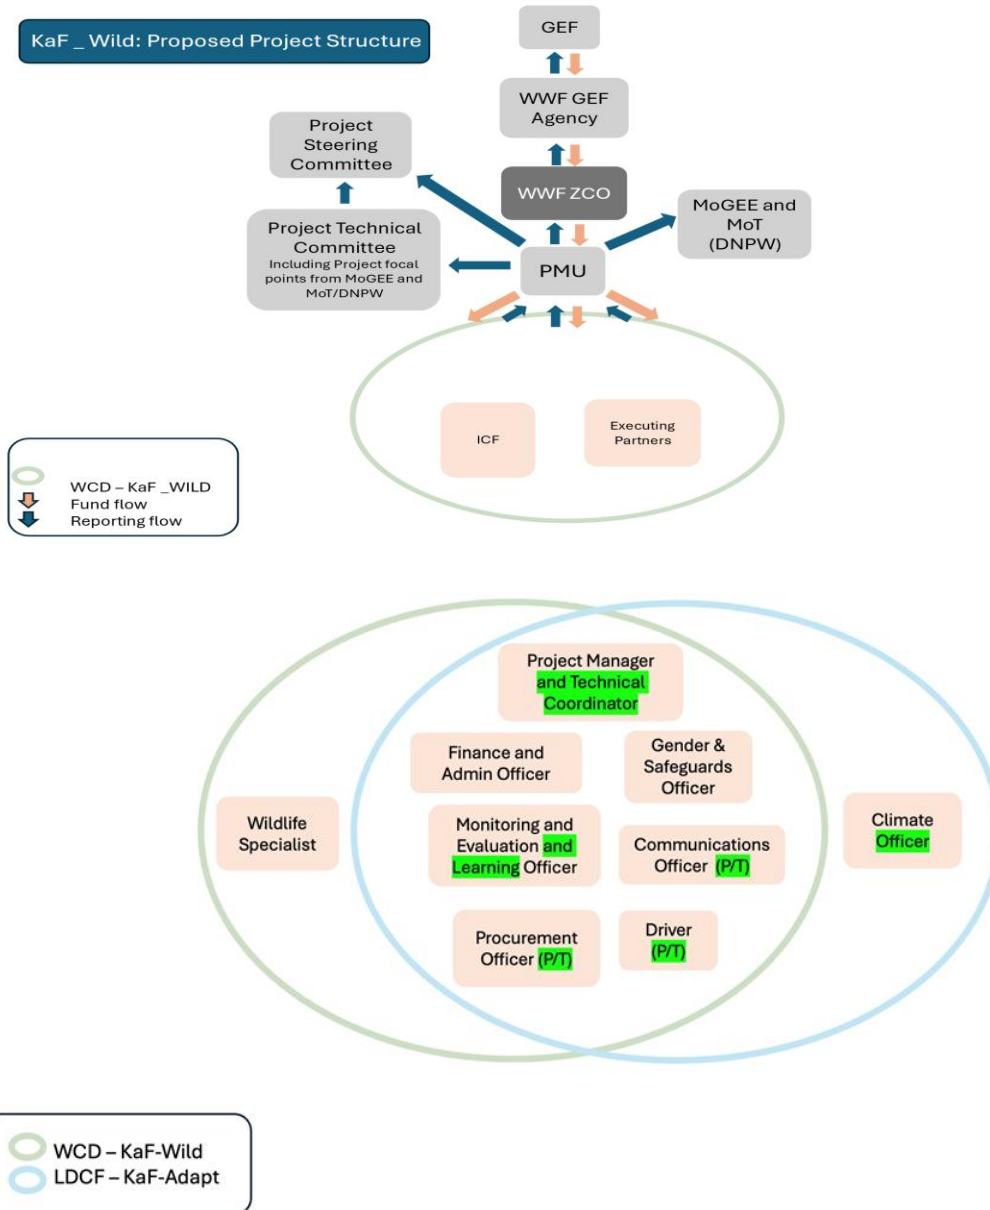 KaF _ Wild: Proposed Project Structure
GEF
WWF GEF
Agency
Project
Steering
Committee
WWF ZCO
MoGEE and
MoT
(DNPW)
Project Technical
Committee
Including Project focal
points from MoGEE and
MoT/DNPW
PMU
ICF
Executing
Partners
WCD – KaF _WILD
Fund flow
Reporting flow
Project Manager
and Technical
Coordinator
Finance and
Admin Officer
Gender &
Safeguards
Officer
Wildlife
Specialist
Monitoring and
Evaluation and
Learning Officer
Communications
Officer (P/T)
Climate
Officer
Procurement
Officer (P/T)
Driver
(P/T)
WCD – KaF-Wild
LDCF – KaF-Adapt